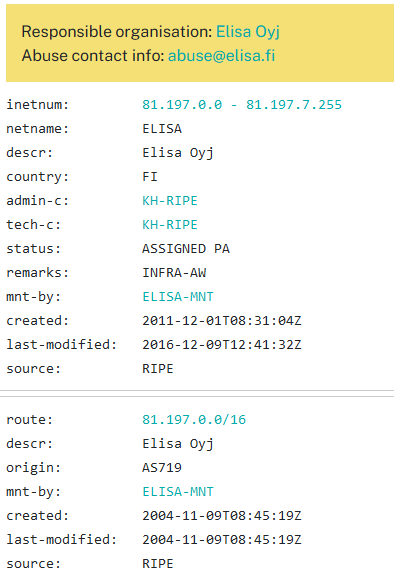 Responsible organisation: Elisa Oyj
Abuse contact info: abuse@elisa.fi
inetnum: 81.197.0.0 - 81.197.7.255
netname: ELISA
descr: Elisa Oyj
country: FI
admin-c: KH-RIPE
tech-c: KH-RIPE
status: ASSIGNED PA
remarks: INFRA-AW
mnt-by: ELISA-MNT
created: 2011-12-01T08:31:04Z
last-modified: 2016-12-09T12:41:32Z
source: RIPE
route: 81.197.0.0/16
descr: Elisa Oyj
origin: AS719
mnt-by: ELISA-MNT
created: 2004-11-09T08:45:19Z
last-modified: 2004-11-09T08:45:19Z
source: RIPE